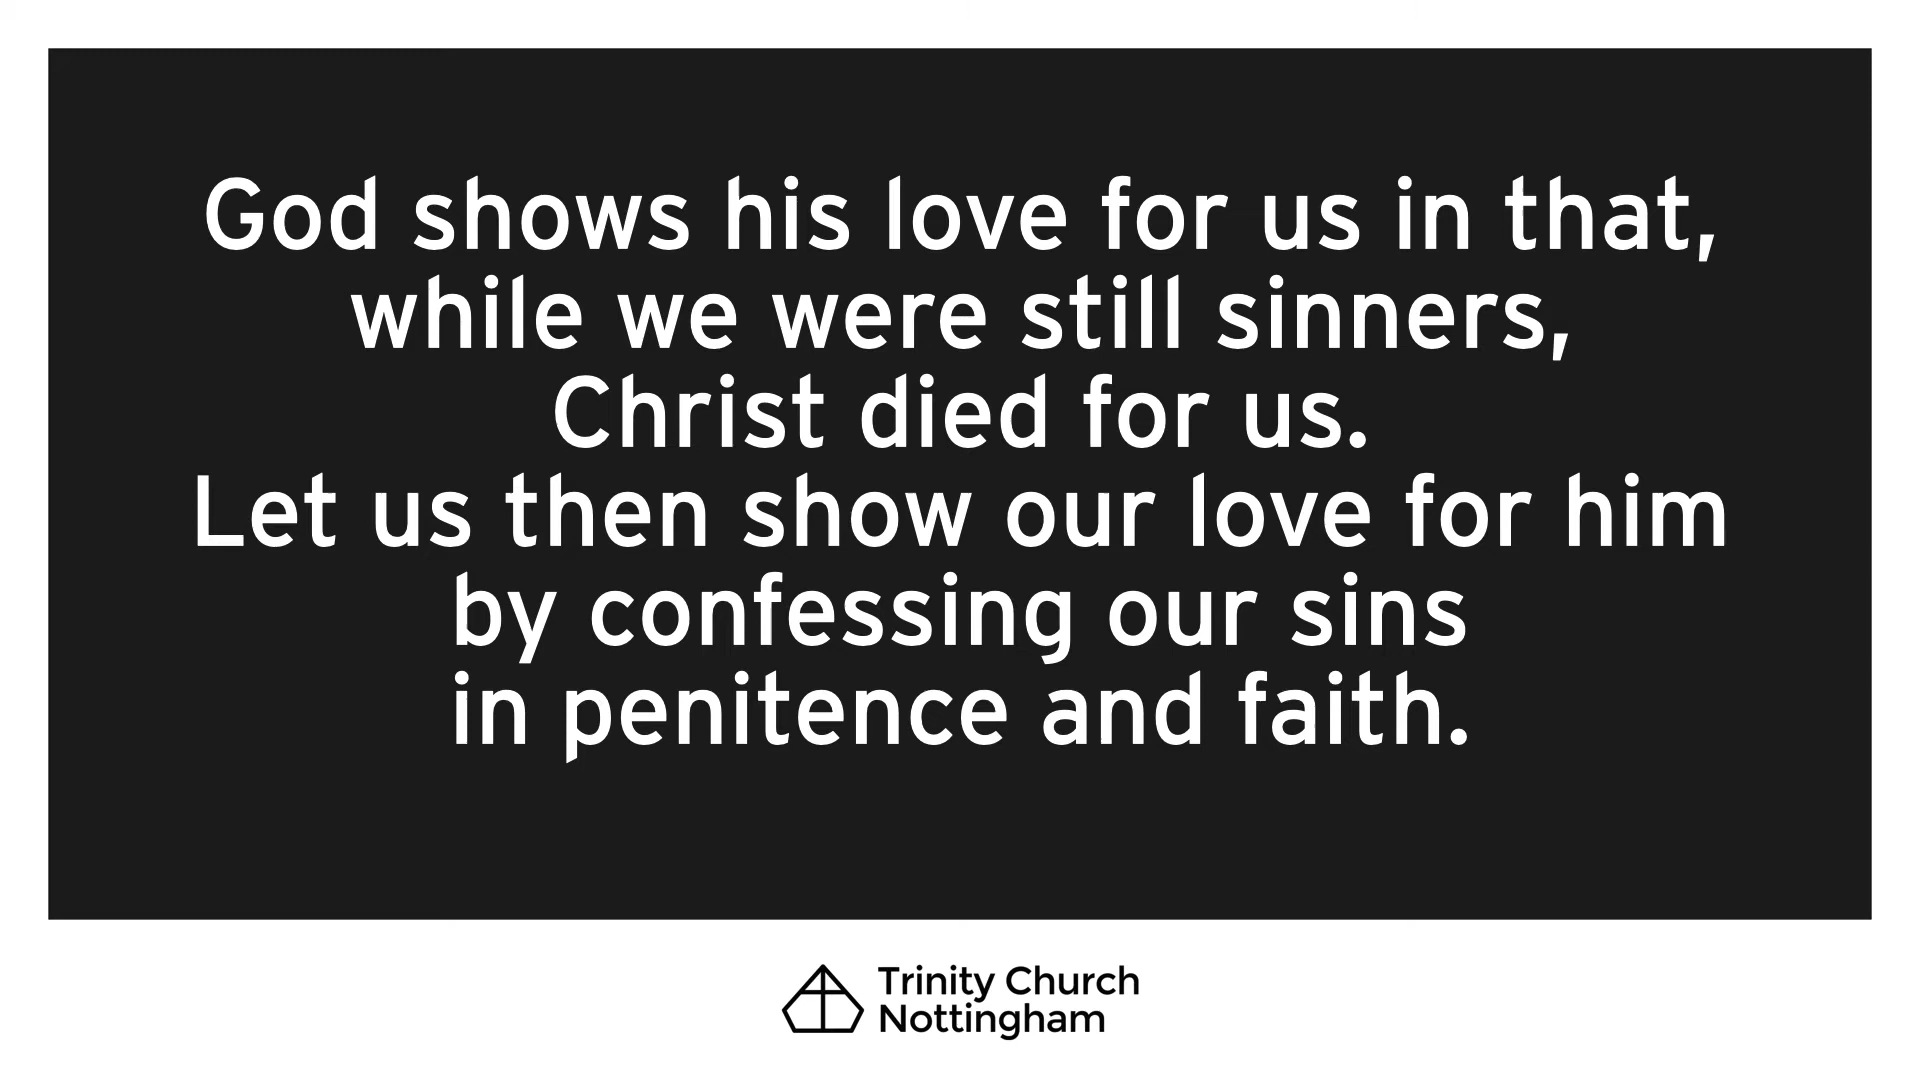 God shows his love for us in that,
while we were still sinners,
Christ died for us.
Let us then show our love for him
by confessing our sins
in penitence and faith.
Trinity Church
Nottingham